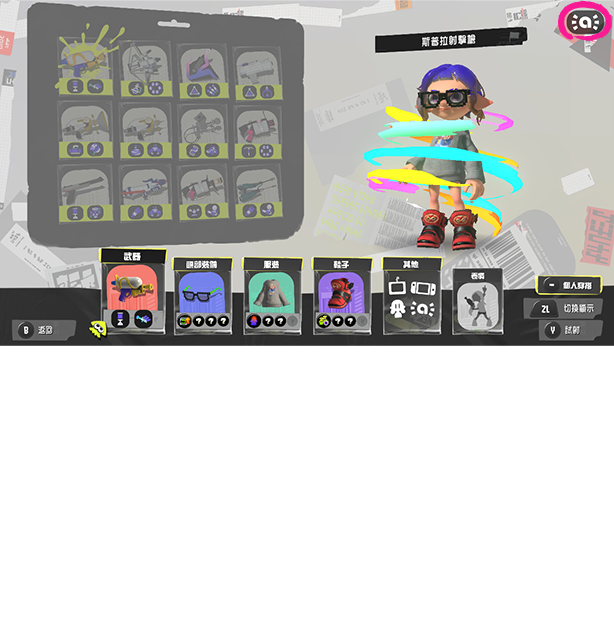 a
斯普拉射擊槍
武器
頭部裝備
服裝
鞋子
其他
表情
a
- 個人穿搭
ZL 切換顯示
B 返回
Y 試射